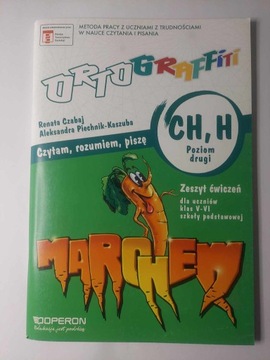 METODA PRACY Z UCZNIAMI Z TRUDNOŚCIAMI
W NAUCE CZYTANIA I PISANIA
ORTOGRAFFITI
Renata Czabaj
Aleksandra Piechnik-Kaszuba
Czytam, rozumiem, piszę
CH, H
Poziom
drugi
Zeszyt ćwiczeń
dla uczniów
klas V-VI
szkoły podstawowej
MARCHEW
OPERON
Edukacja jest podróżą